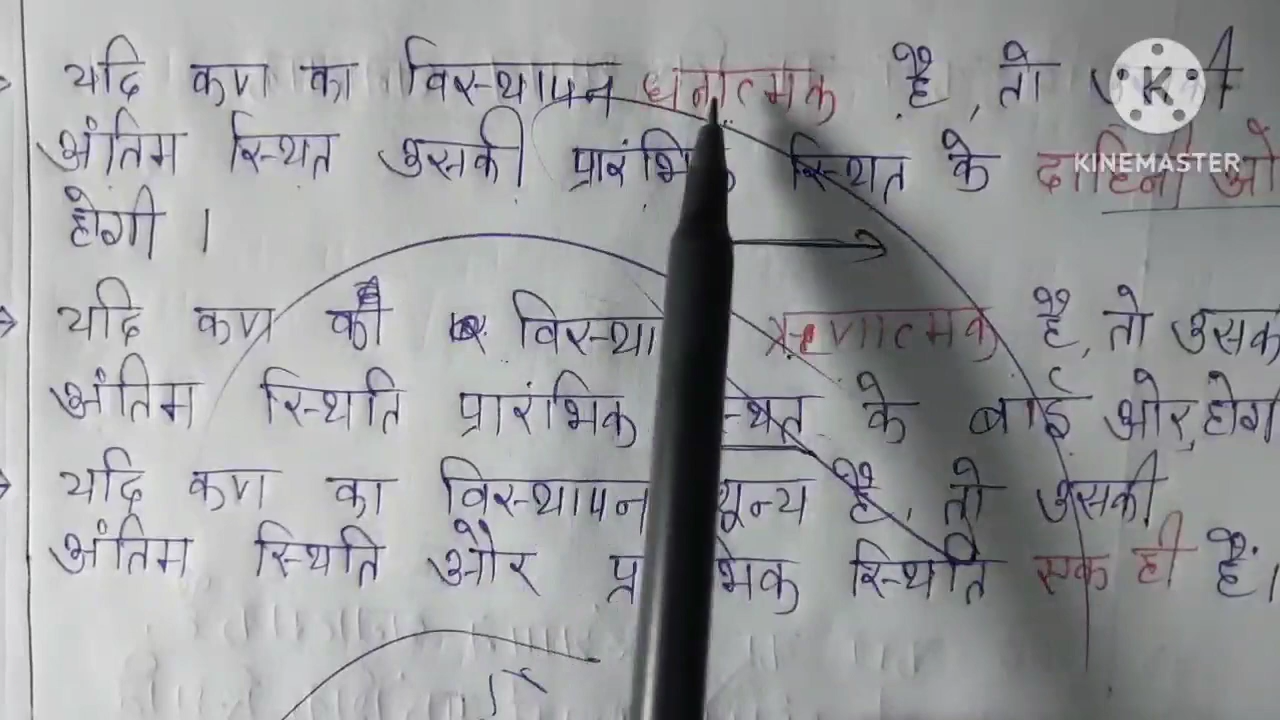 यदि कण का विस्थापन धनात्मक है, तो
अंतिम स्थित उसकी प्रारंभिक स्थित के दाहिनी ओ
होगी ।
यदि कण की विस्था ऋणात्मक है, तो उसक
अंतिम स्थिति प्रारंभिक स्थत के बाई ओर, होग
यदि कण का विस्थापन शून्य है, तो उसकी
अंतिम स्थिति और प्र भिक स्थिति एक ही है।
K
KINEMASTER